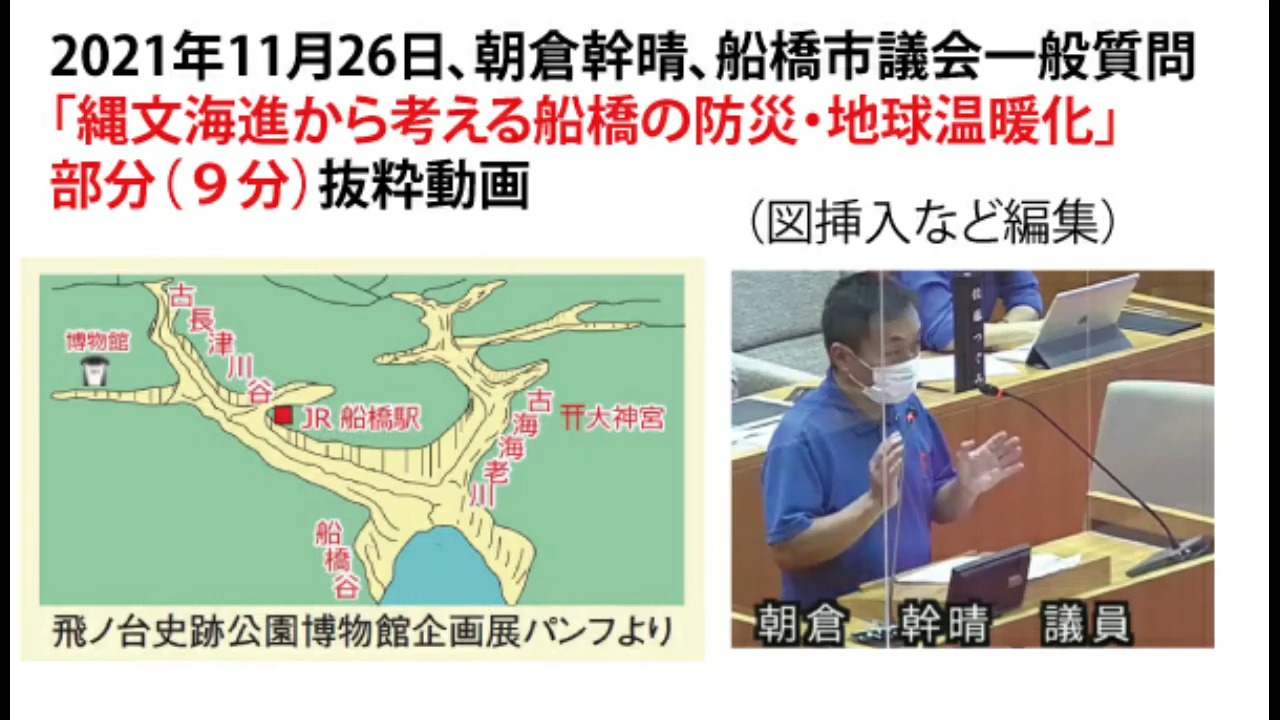 2021年11月26日、朝倉幹晴、船橋市議会一般質問
「縄文海進から考える船橋の防災・地球温暖化」
部分（９分）抜粋動画
（図挿入など編集）
博物館
古長津川谷
JR 船橋駅
古海海老川
大神宮
船橋谷
飛ノ台史跡公園博物館企画展パンフより
佐藤つぐみ
朝倉 幹晴 議員